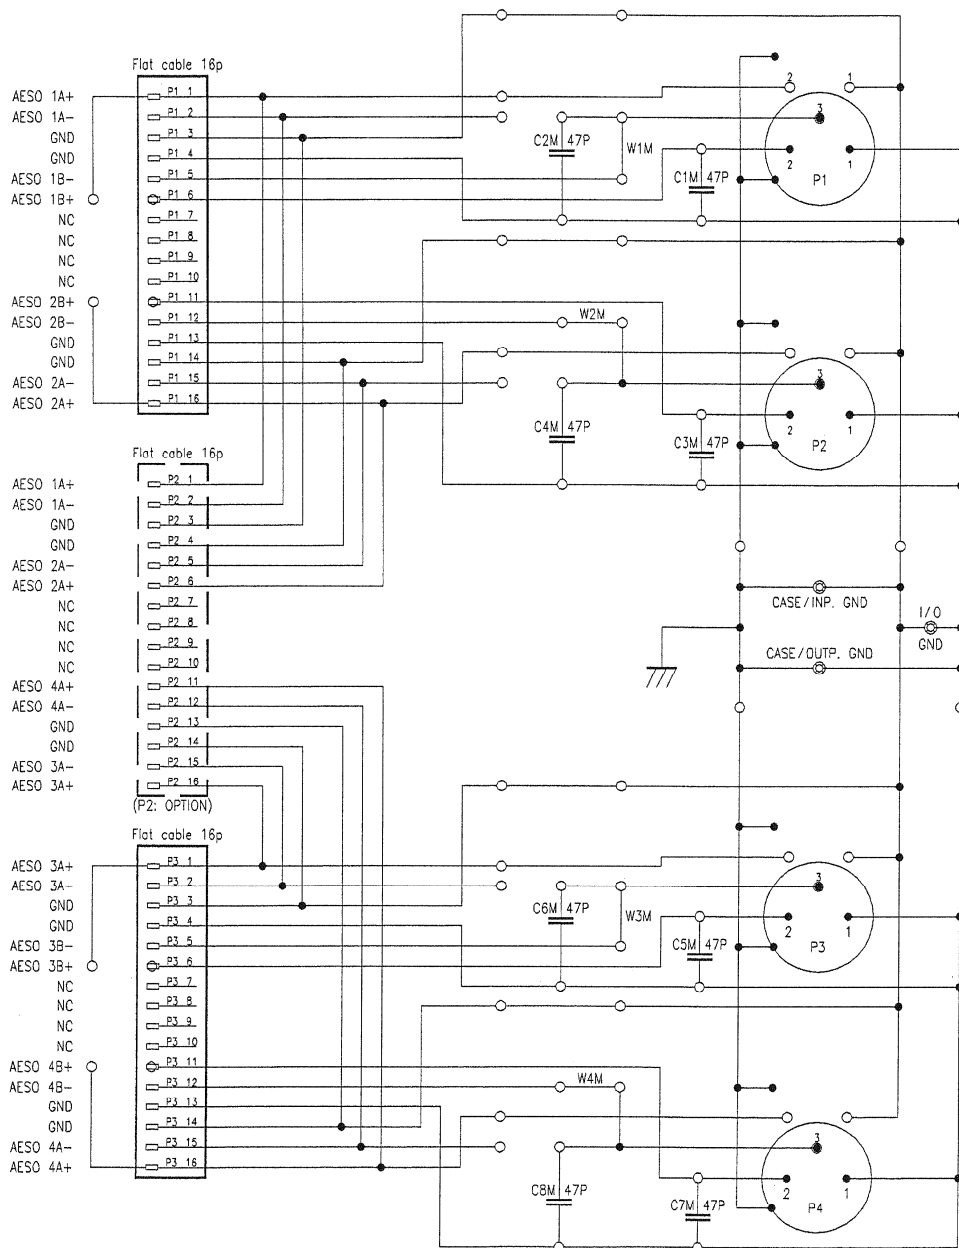 Flat cable 16p
AESO 1A+ P1 1
AESO 1A- P1 2
GND P1 3
GND P1 4
AESO 1B- P1 5
AESO 1B+ P1 6
NC P1 7
NC P1 8
NC P1 9
NC P1 10
AESO 2B+ P1 11
AESO 2B- P1 12
GND P1 13
GND P1 14
AESO 2A- P1 15
AESO 2A+ P1 16
C2M 47P
W1M
C1M 47P
2 1
3
2 1
P1
W2M
C4M 47P
C3M 47P
3
2 1
P2
Flat cable 16p
AESO 1A+ P2 1
AESO 1A- P2 2
GND P2 3
GND P2 4
AESO 2A- P2 5
AESO 2A+ P2 6
NC P2 7
NC P2 8
NC P2 9
NC P2 10
AESO 4A+ P2 11
AESO 4A- P2 12
GND P2 13
GND P2 14
AESO 3A- P2 15
AESO 3A+ P2 16
(P2: OPTION)
CASE/INP. GND
I/O
GND
CASE/OUTP. GND
Flat cable 16p
AESO 3A+ P3 1
AESO 3A- P3 2
GND P3 3
GND P3 4
AESO 3B- P3 5
AESO 3B+ P3 6
NC P3 7
NC P3 8
NC P3 9
NC P3 10
AESO 4B+ P3 11
AESO 4B- P3 12
GND P3 13
GND P3 14
AESO 4A- P3 15
AESO 4A+ P3 16
C6M 47P
W3M
C5M 47P
3
2 1
P3
W4M
C8M 47P
C7M 47P
3
2 1
P4